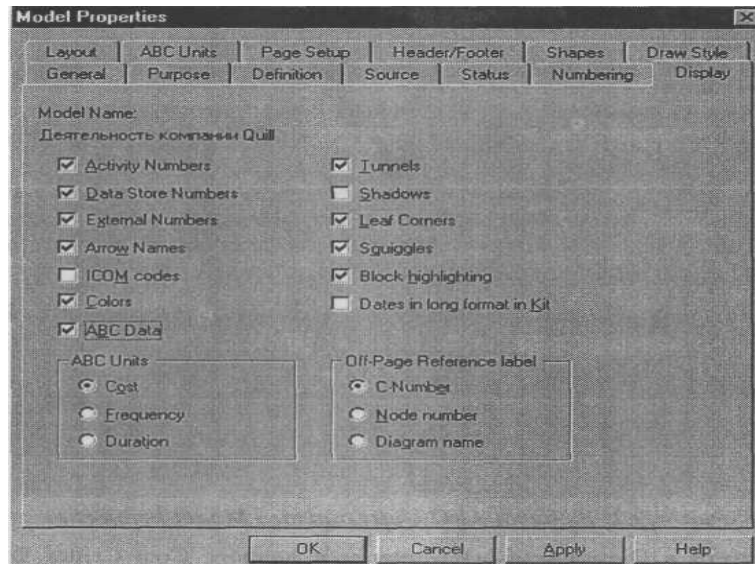 Model Properties
Layout ABC Units Page Setup Header/Footer Shapes Draw Style
General Purpose Definition Source Status Numbering Display
Model Name:
Деятельность компании Quill
Activity Numbers
Data Store Numbers
External Numbers
Arrow Names
ICOM codes
Colors
ABC Data
Tunnels
Shadows
Leaf Corners
Squiggles
Block highlighting
Dates in long format in Kit
ABC Units
Cost
Frequency
Duration
Off-Page Reference label
C-Number
Node number
Diagram name
OK Cancel Apply Help